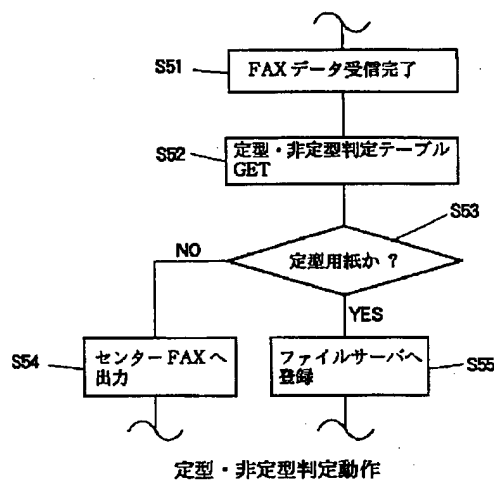 S51
FAXデータ受信完了
S52
定型・非定型判定テーブル
GET
S53
定型用紙か？
NO
YES
S54
センターFAXへ
出力
ファイルサーバへ
登録
S55
定型・非定型判定動作